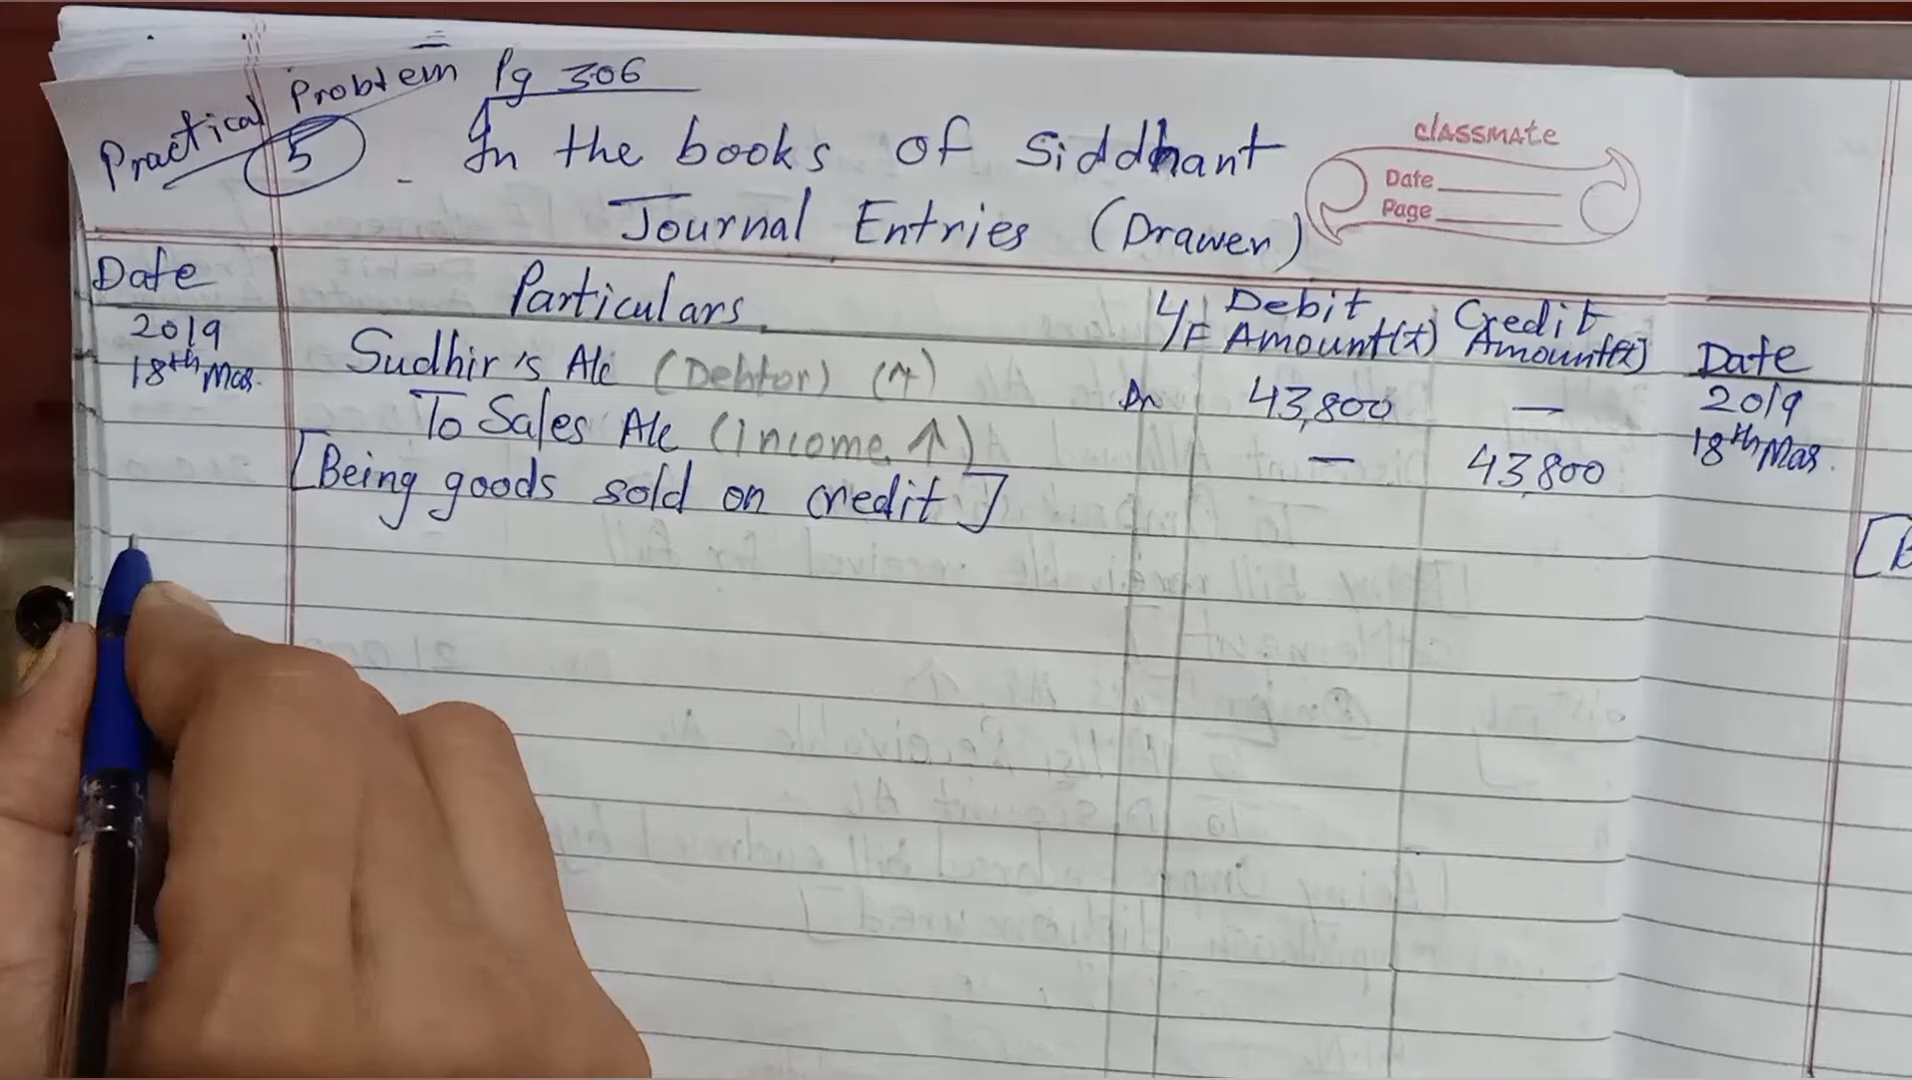 Practical Problem Pg 306
5
In the books of Siddhant
Journal Entries (Drawer)
classmate
Date
Page
Date Particulars L/F Debit Amount(₹) Credit Amount(₹) Date
2019 2019
18th Mar. Sudhir's A/c (Debtor) (↑) Dr 43,800 — 18th Mar.
To Sales A/c (income ↑) — 43,800
[Being goods sold on credit]